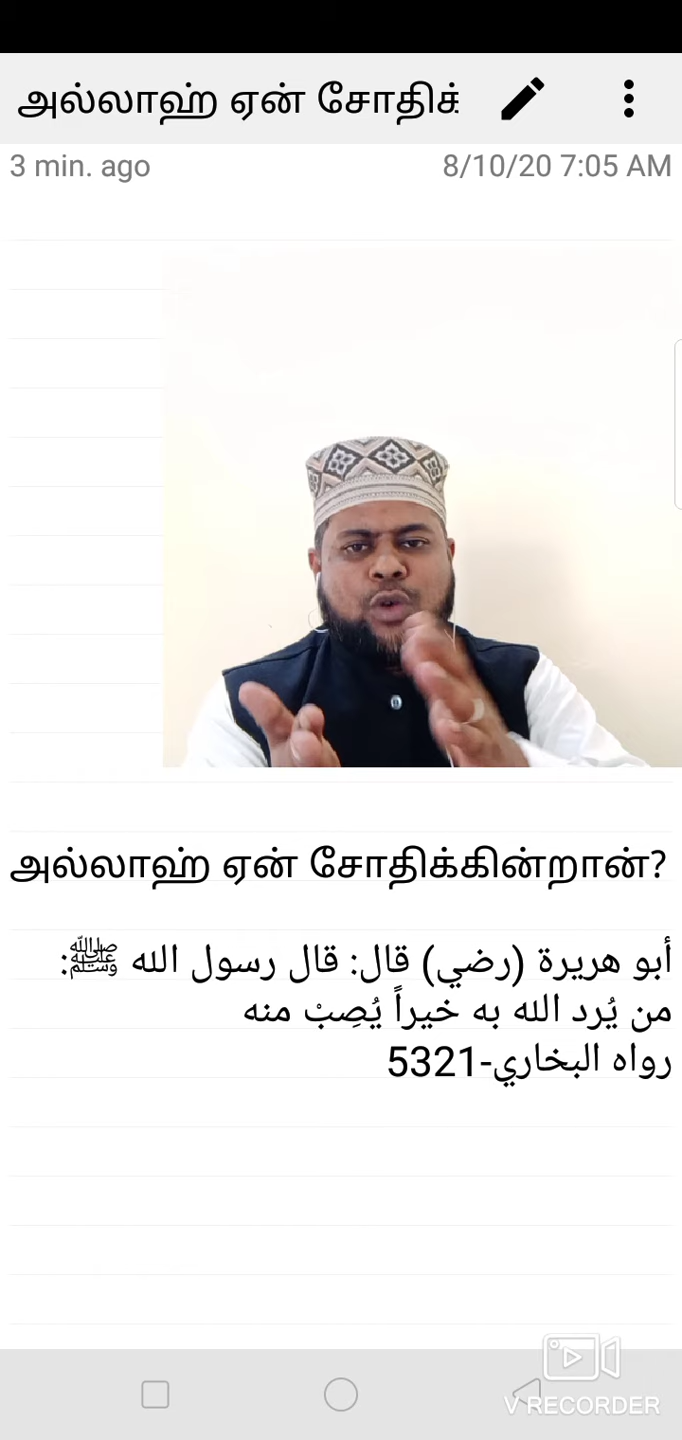 அல்லாஹ் ஏன் சோதிக்
3 min. ago
8/10/20 7:05 AM
அல்லாஹ் ஏன் சோதிக்கின்றான்?
أبو هريرة (رضي) قال: قال رسول الله ﷺ:
من يُرد الله به خيراً يُصِبْ منه
رواه البخاري-5321
V RECORDER